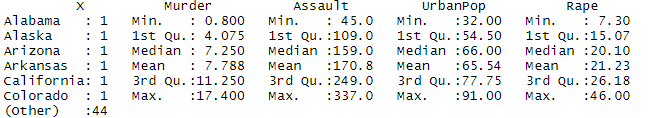 X Murder Assault UrbanPop Rape
Alabama : 1 Min. : 0.800 Min. : 45.0 Min. :32.00 Min. : 7.30
Alaska : 1 1st Qu.: 4.075 1st Qu.:109.0 1st Qu.:54.50 1st Qu.:15.07
Arizona : 1 Median : 7.250 Median :159.0 Median :66.00 Median :20.10
Arkansas : 1 Mean : 7.788 Mean :170.8 Mean :65.54 Mean :21.23
California: 1 3rd Qu.:11.250 3rd Qu.:249.0 3rd Qu.:77.75 3rd Qu.:26.18
Colorado : 1 Max. :17.400 Max. :337.0 Max. :91.00 Max. :46.00
(Other) :44